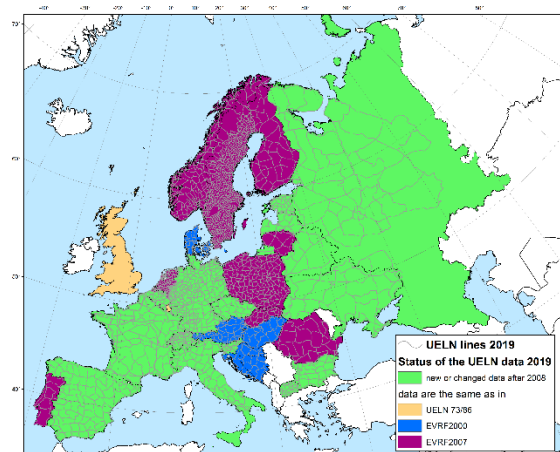 UELN lines 2019
Status of the UELN data 2019
new or changed data after 2008
data are the same as in
UELN 73/86
EVRF2000
EVRF2007